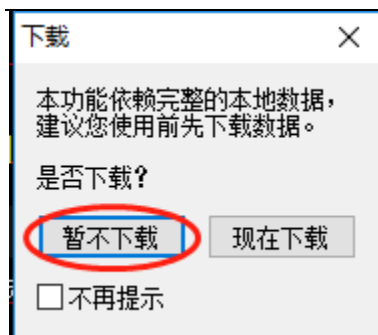 下载
本功能依赖完整的本地数据，
建议您使用前先下载数据。
是否下载?
暂不下载 现在下载
不再提示